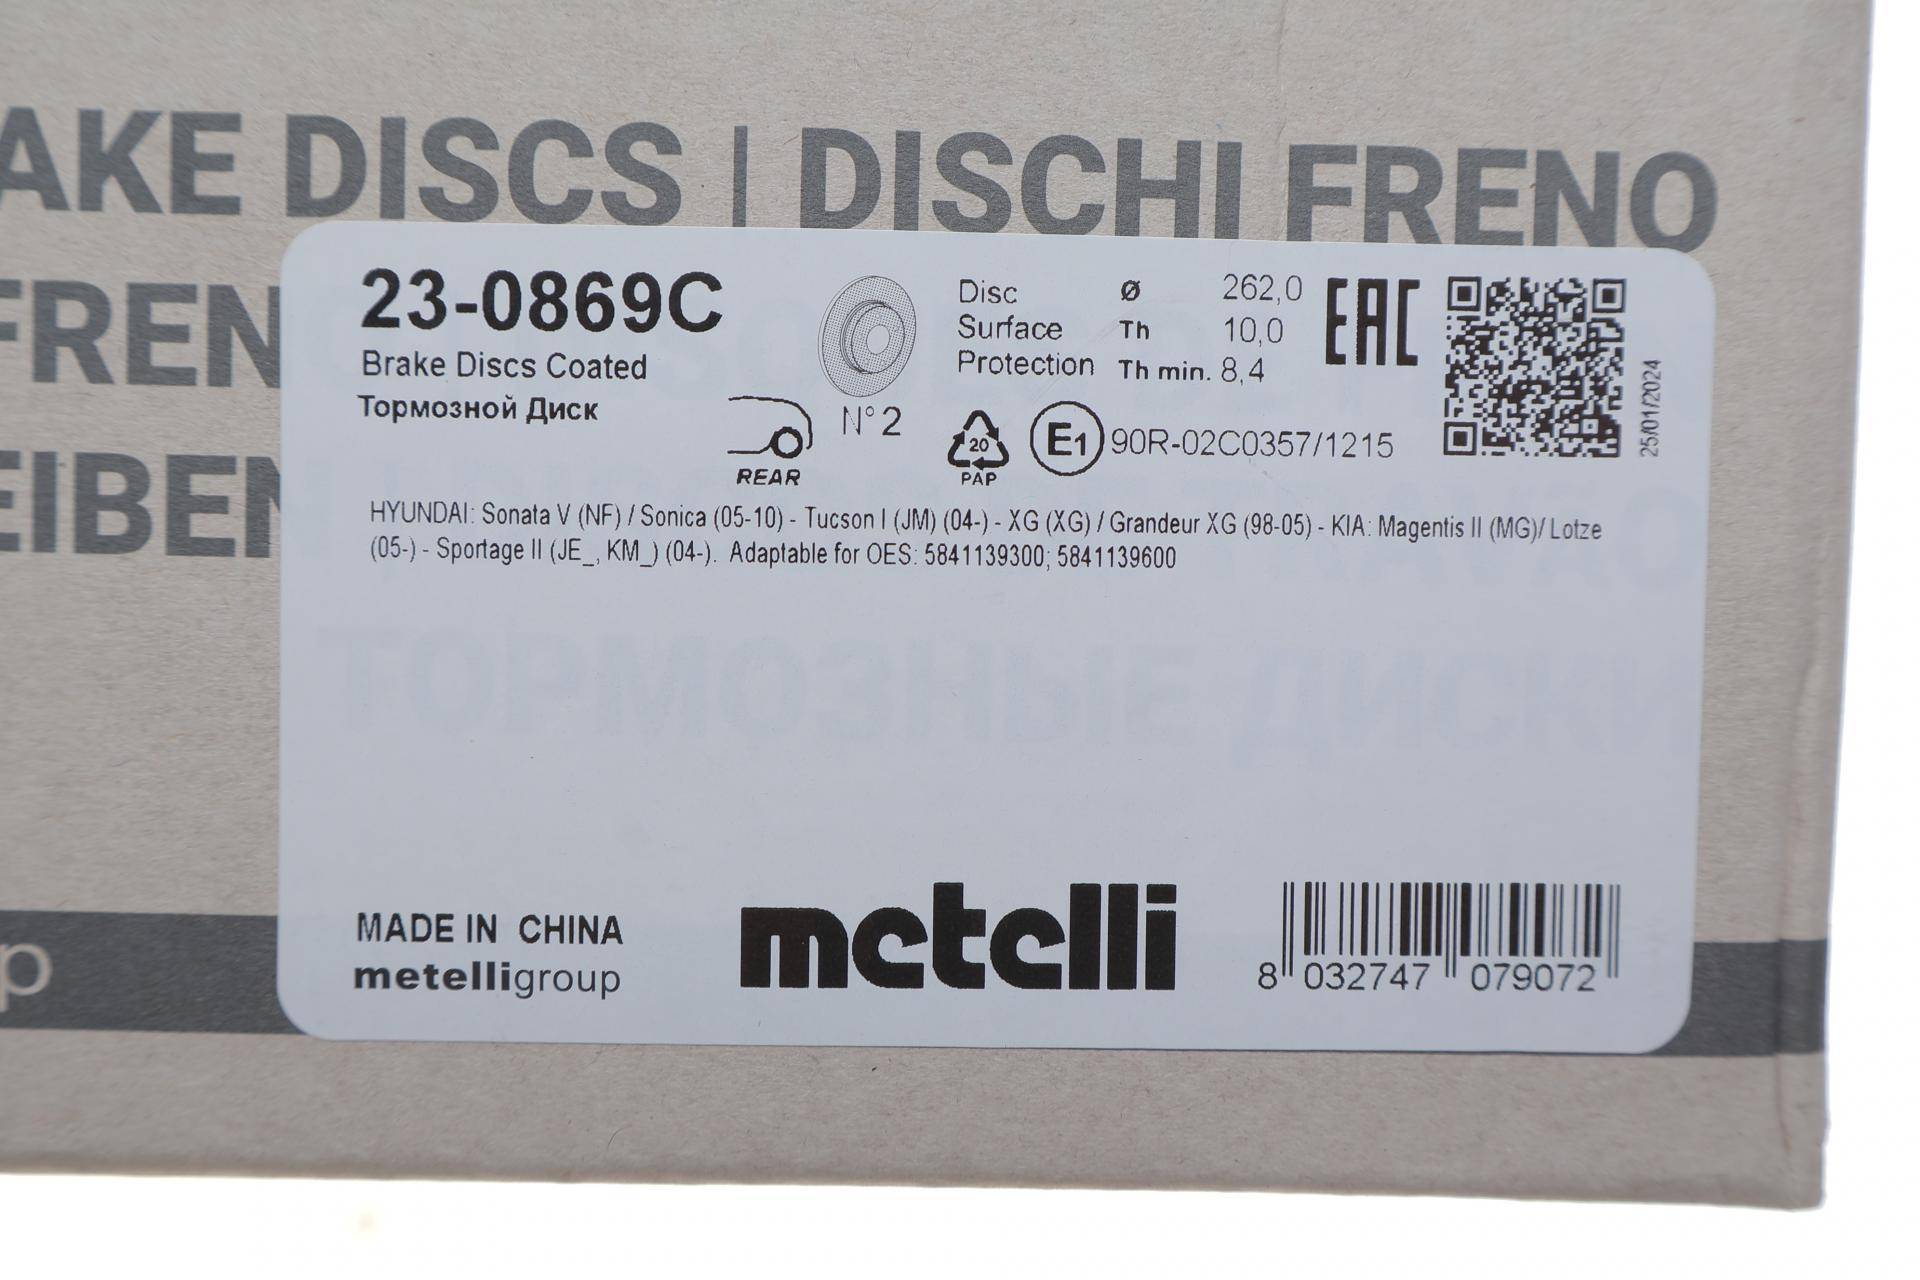 AKE DISCS | DISCHI FRENO
FREN
EIBEN
23-0869C
Brake Discs Coated
Тормозной Диск
REAR
N° 2
Disc Ø 262,0
Surface Th 10,0
Protection Th min. 8,4
EAC
25/01/2024
20
PAP
E1 90R-02C0357/1215
HYUNDAI: Sonata V (NF) / Sonica (05-10) - Tucson I (JM) (04-) - XG (XG) / Grandeur XG (98-05) - KIA: Magentis II (MG)/ Lotze
(05-) - Sportage II (JE_, KM_) (04-). Adaptable for OES: 5841139300; 5841139600
ТОРМОЗНЫЕ ДИСКИ
MADE IN CHINA
metelligroup
metelli
8 032747 079072
p